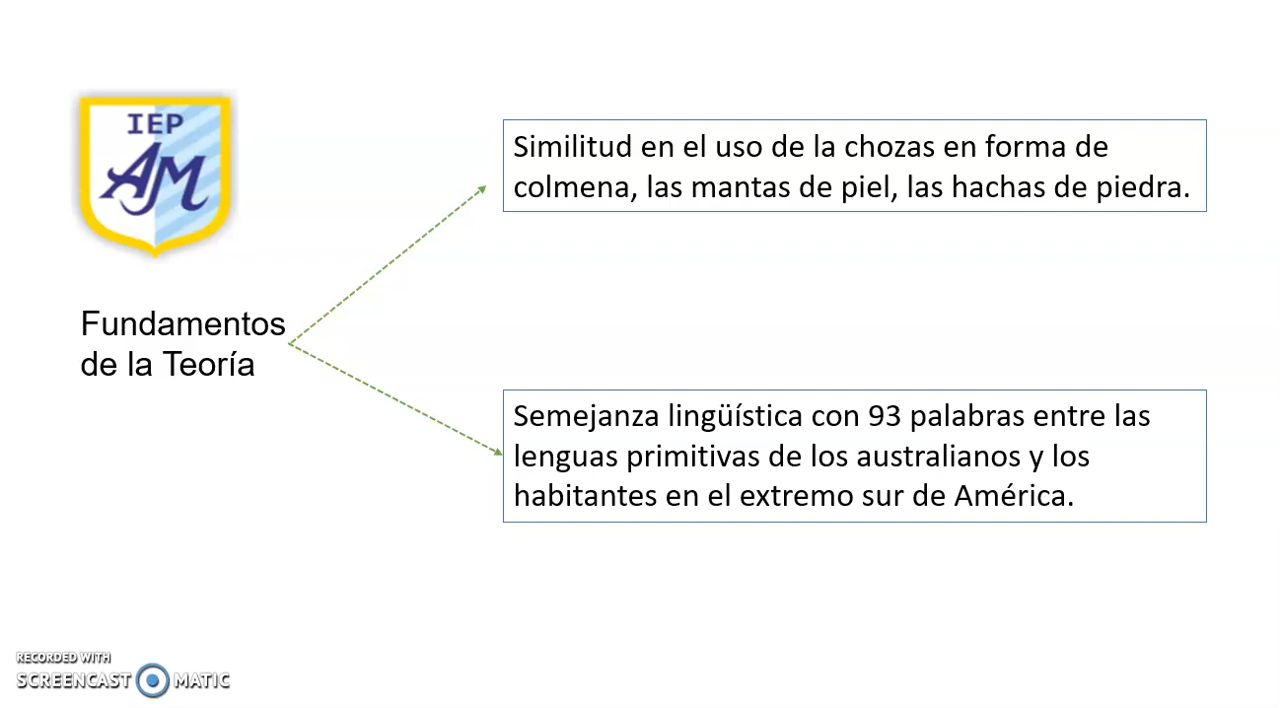 IEP
AM
Similitud en el uso de la chozas en forma de
colmena, las mantas de piel, las hachas de piedra.
Fundamentos
de la Teoría
Semejanza lingüística con 93 palabras entre las
lenguas primitivas de los australianos y los
habitantes en el extremo sur de América.
RECORDED WITH
SCREENCAST MATIC